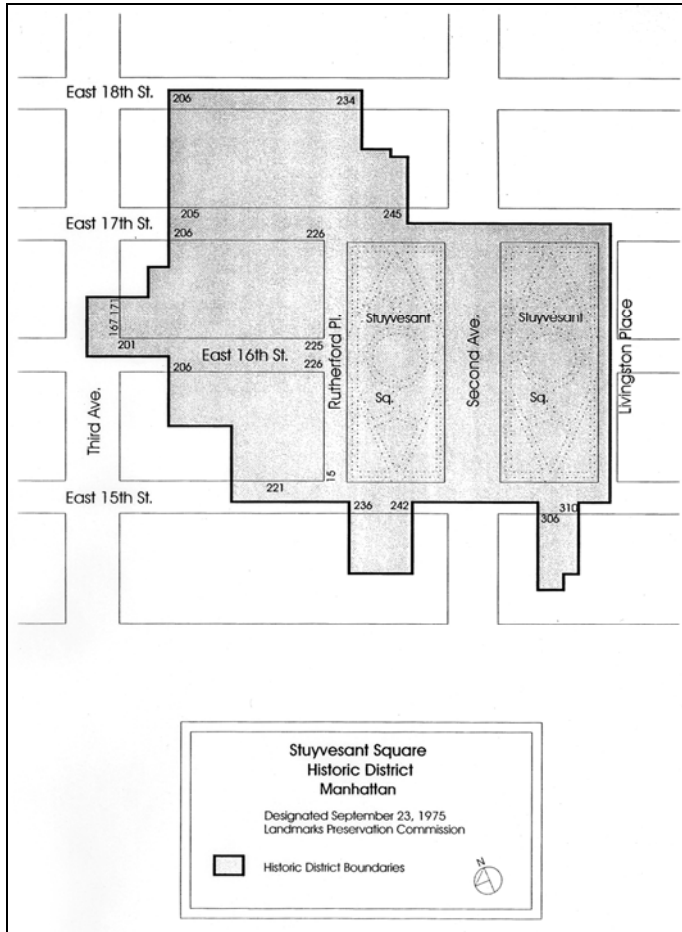 East 18th St.
206
234
205
245
East 17th St.
206
226
167 171
Stuyvesant
Stuyvesant
201
225
East 16th St.
226
206
Rutherford Pl.
Second Ave.
Livingston Place
Third Ave.
Sq.
Sq.
15
221
East 15th St.
236
242
310
306
Stuyvesant Square
Historic District
Manhattan
Designated September 23, 1975
Landmarks Preservation Commission
Historic District Boundaries
N